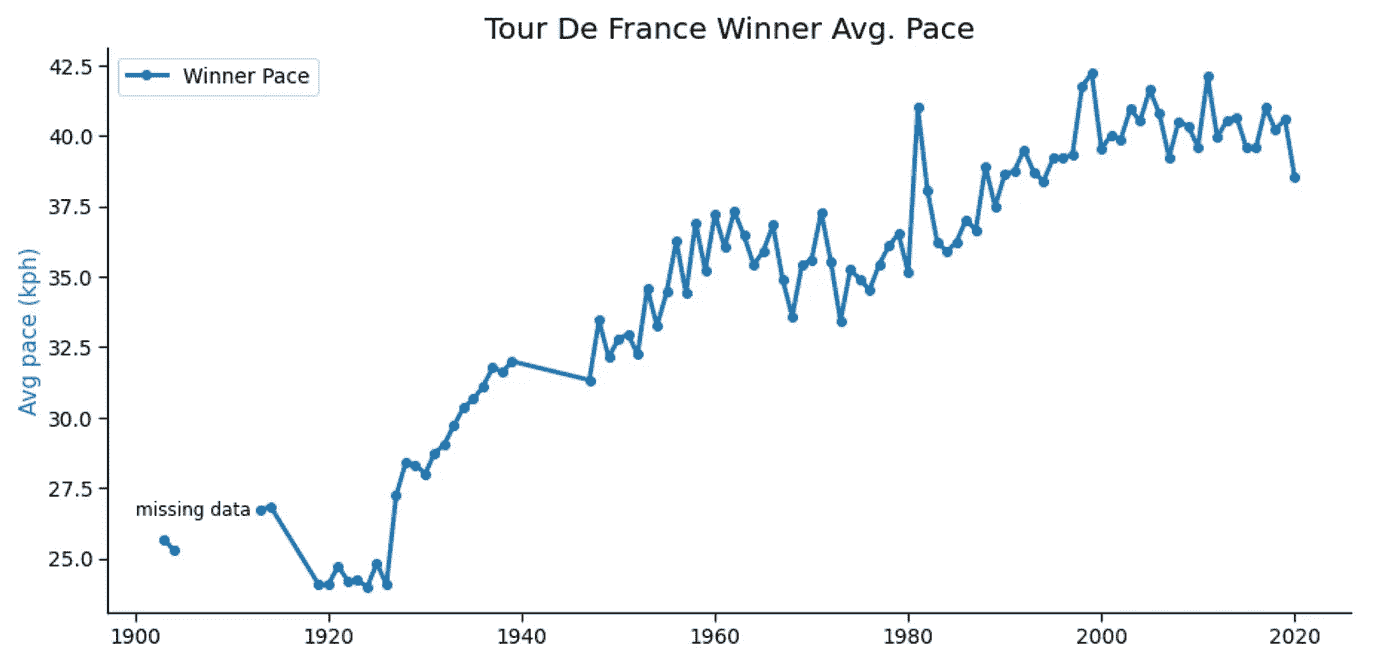 Tour De France Winner Avg. Pace
Winner Pace
Avg pace (kph)
42.5
40.0
37.5
35.0
32.5
30.0
27.5
25.0
missing data
1900 1920 1940 1960 1980 2000 2020